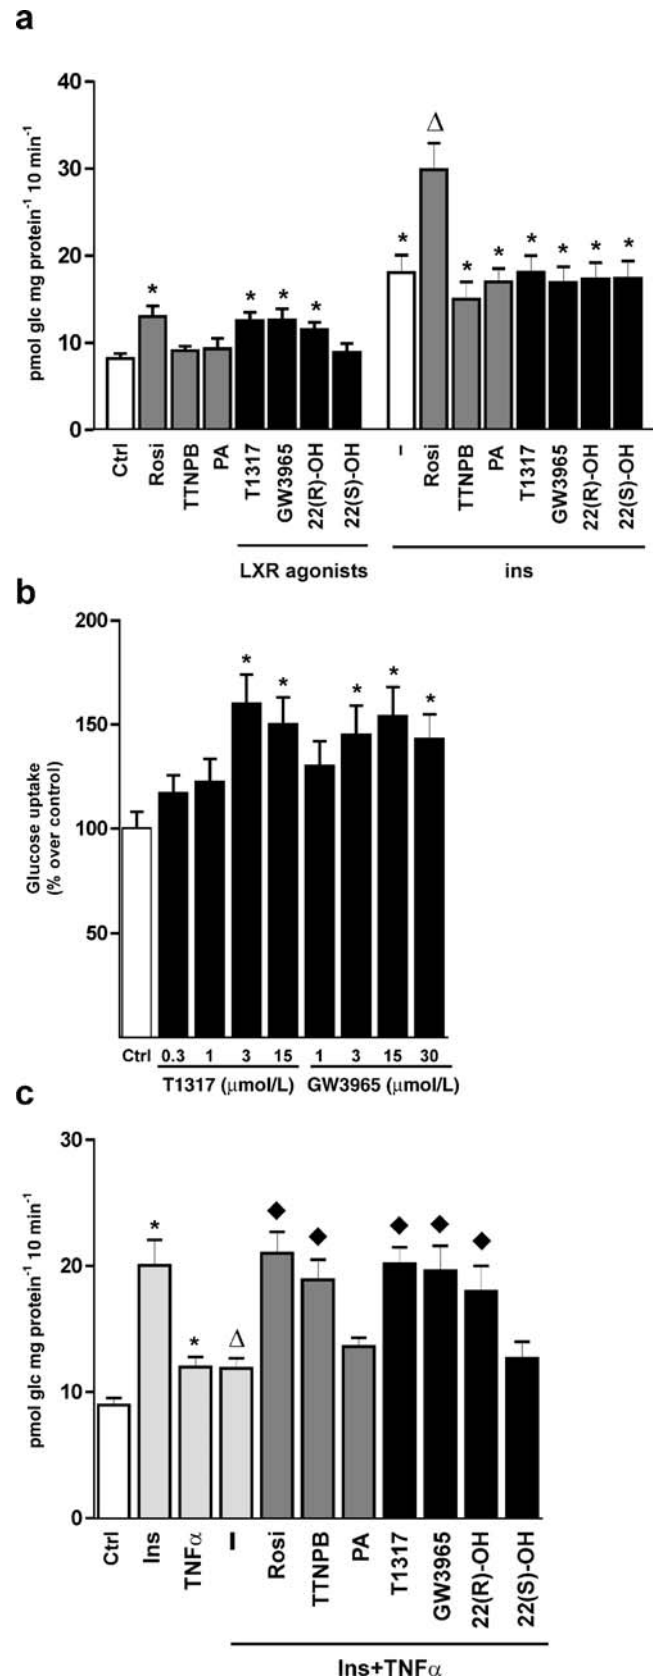 a
pmol glc mg protein⁻¹ 10 min⁻¹
40
30
20
10
0
* * * * * Δ * * * * * *
Ctrl Rosi TTNPB PA T1317 GW3965 22(R)-OH 22(S)-OH – Rosi TTNPB PA T1317 GW3965 22(R)-OH 22(S)-OH
LXR agonists ins
b
Glucose uptake
(% over control)
200
150
100
50
* * * * *
Ctrl 0.3 1 3 15 1 3 15 30
T1317 (μmol/L) GW3965 (μmol/L)
c
pmol glc mg protein⁻¹ 10 min⁻¹
30
20
10
0
* * Δ ◆ ◆ ◆ ◆ ◆
Ctrl Ins TNFα – Rosi TTNPB PA T1317 GW3965 22(R)-OH 22(S)-OH
Ins+TNFα